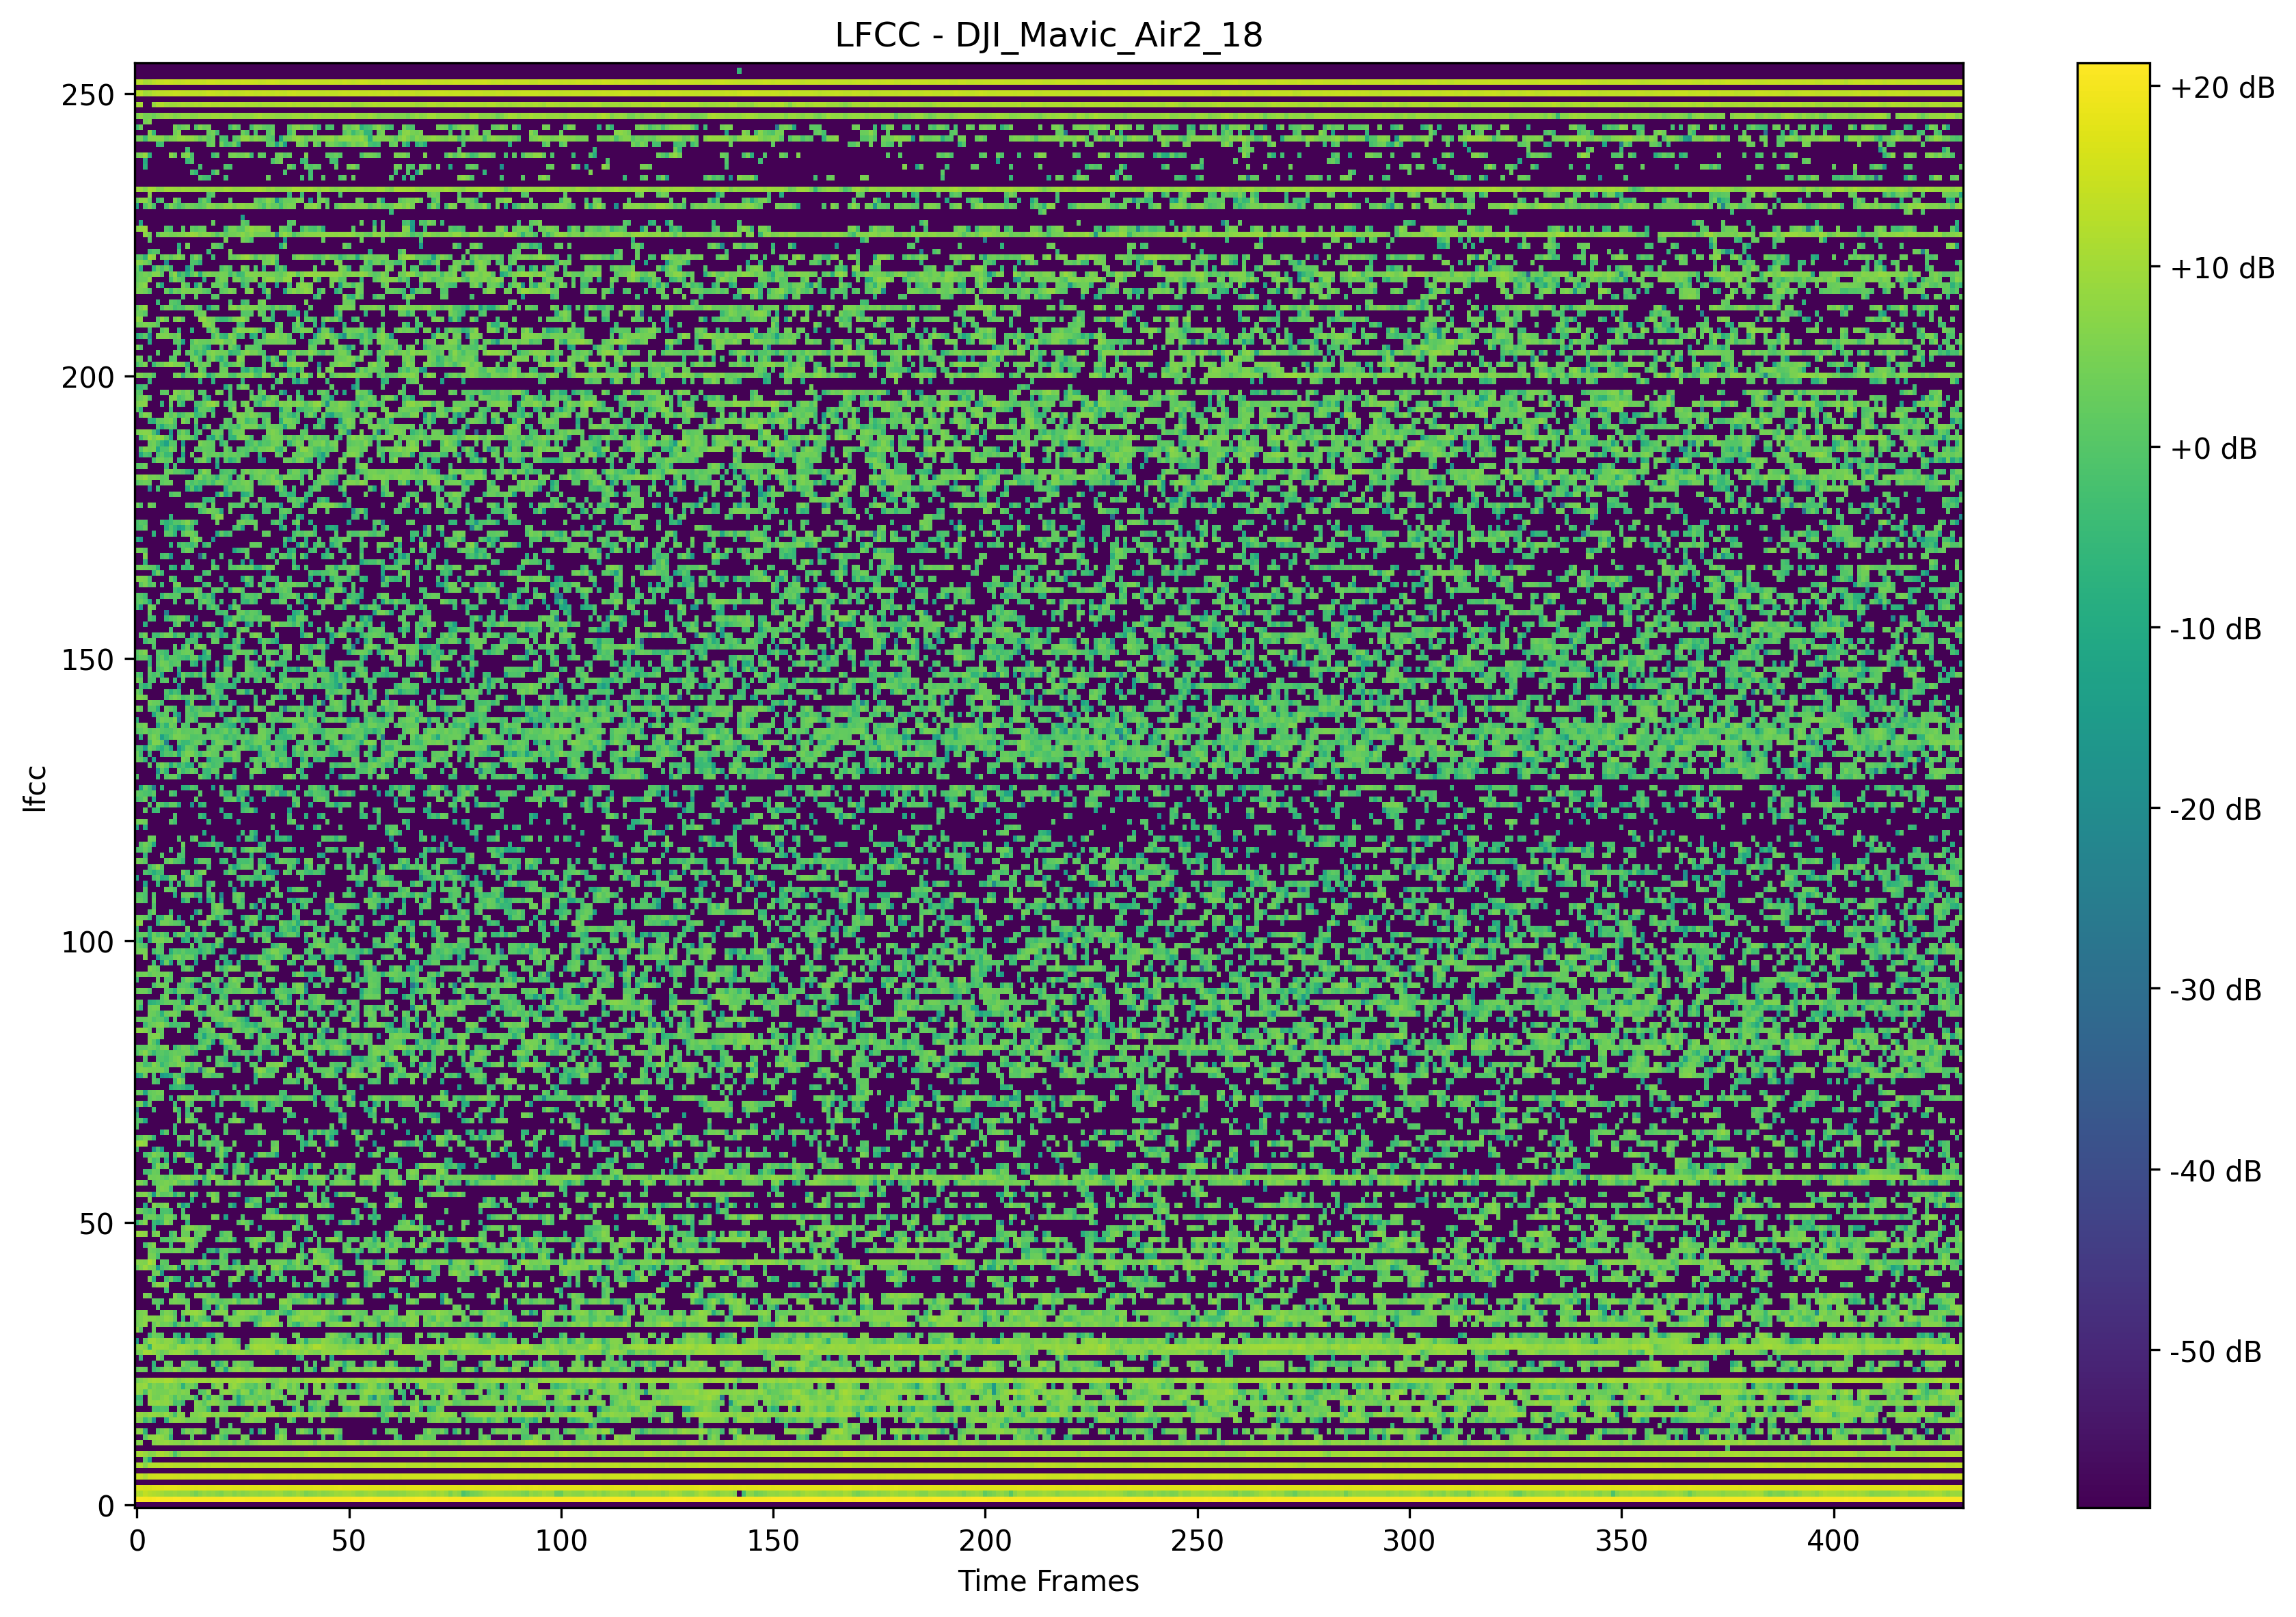 LFCC - DJI_Mavic_Air2_18
250
200
150
100
50
0
lfcc
0 50 100 150 200 250 300 350 400
Time Frames
+20 dB
+10 dB
+0 dB
-10 dB
-20 dB
-30 dB
-40 dB
-50 dB